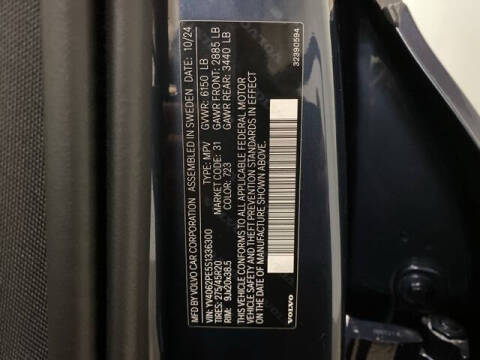 MFD BY VOLVO CAR CORPORATION ASSEMBLED IN SWEDEN DATE: 10/24
VIN: YV4062PE5S1336300 TYPE: MPV GVWR: 6150 LB
TIRES: 275/45R20 MARKET CODE: 31 GAWR FRONT: 2885 LB
RIM: 9Jx20x38.5 COLOR: 723 GAWR REAR: 3440 LB
THIS VEHICLE CONFORMS TO ALL APPLICABLE FEDERAL MOTOR
VEHICLE SAFETY AND THEFT PREVENTION STANDARDS IN EFFECT
ON THE DATE OF MANUFACTURE SHOWN ABOVE.
VOLVO 32390594